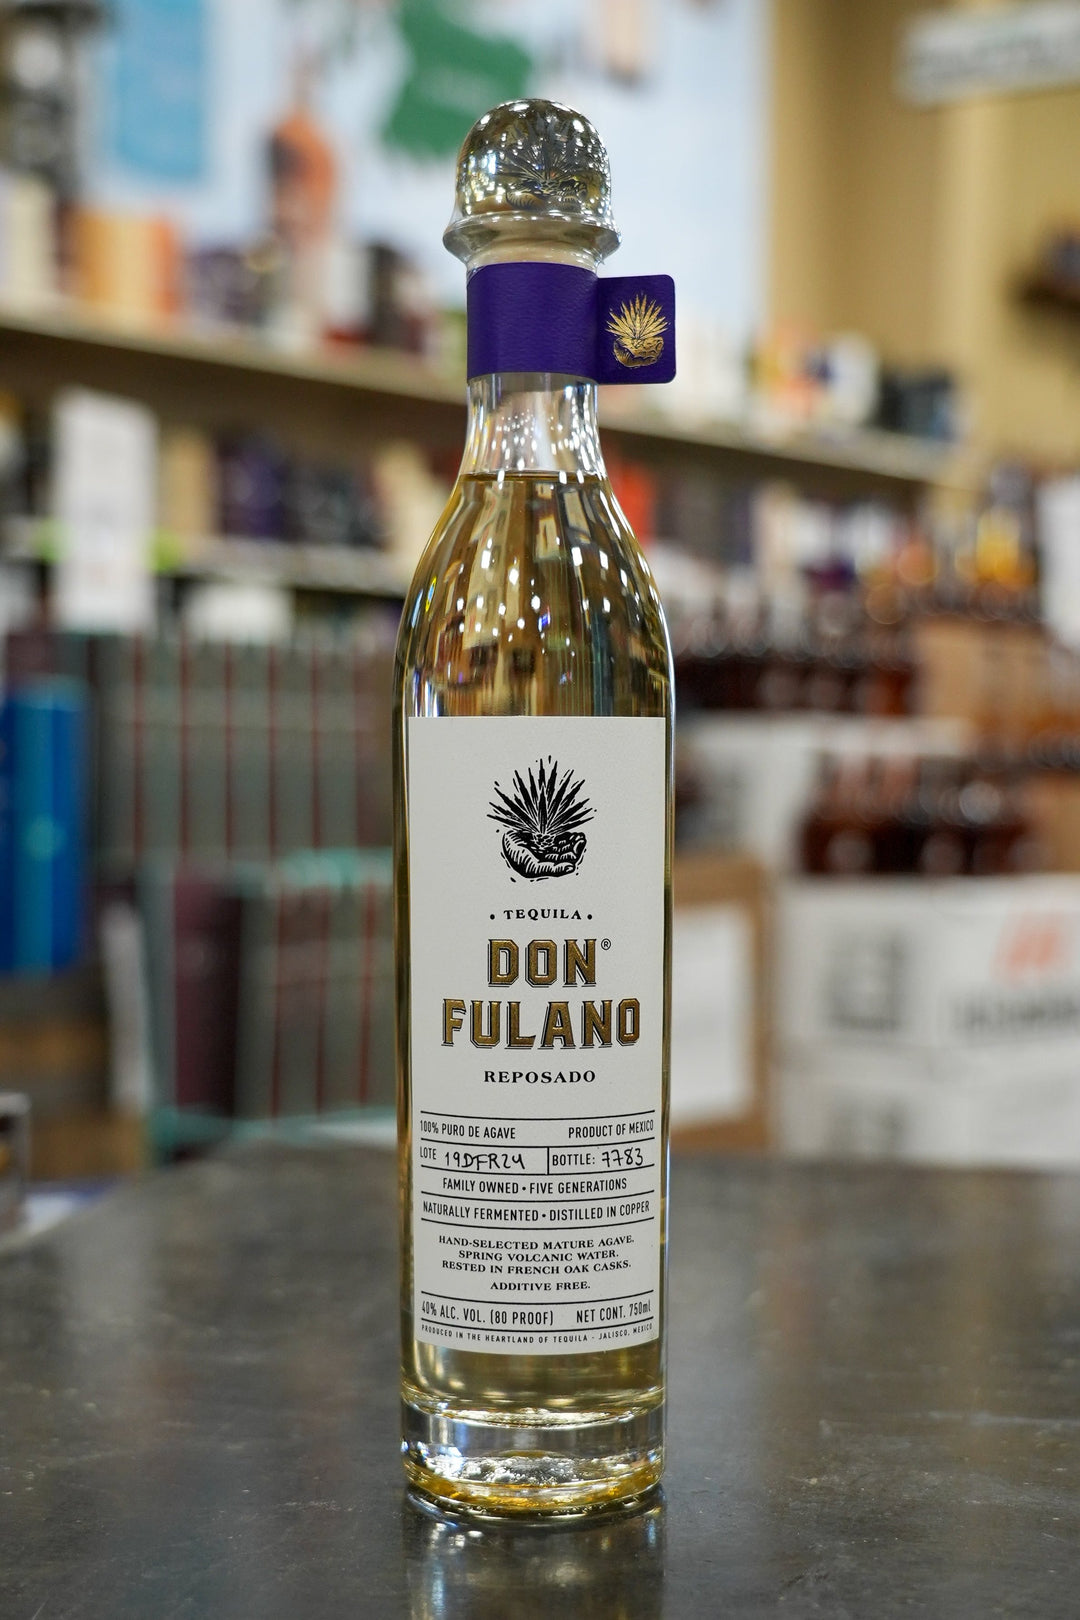 • TEQUILA •
DON®
FULANO
REPOSADO
100% PURO DE AGAVE PRODUCT OF MEXICO
LOTE 19DFR24 BOTTLE: 7783
FAMILY OWNED • FIVE GENERATIONS
NATURALLY FERMENTED • DISTILLED IN COPPER
HAND-SELECTED MATURE AGAVE.
SPRING VOLCANIC WATER.
RESTED IN FRENCH OAK CASKS.
ADDITIVE FREE.
40% ALC. VOL. (80 PROOF) NET CONT. 750ml
PRODUCED IN THE HEARTLAND OF TEQUILA - JALISCO, MEXICO